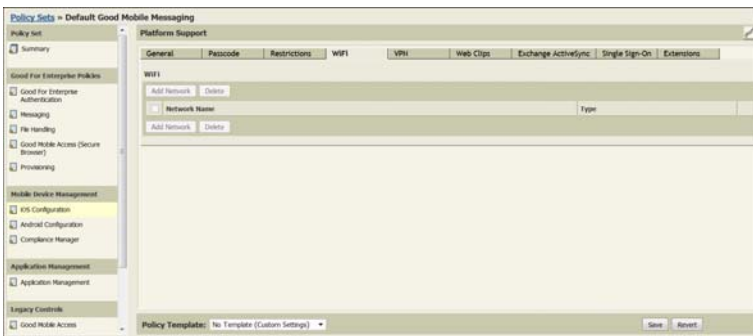 Policy Sets » Default Good Mobile Messaging
Policy Set
Summary
Good For Enterprise Policies
Good For Enterprise
Authentication
Messaging
File Handling
Good Mobile Access (Secure
Browser)
Provisioning
Mobile Device Management
iOS Configuration
Android Configuration
Compliance Manager
Application Management
Application Management
Legacy Controls
Good Mobile Access
Platform Support
General Passcode Restrictions WiFi VPN Web Clips Exchange ActiveSync Single Sign-On Extensions
WiFi
Add Network Delete
Network Name Type
Add Network Delete
Policy Template: No Template (Custom Settings)
Save Revert